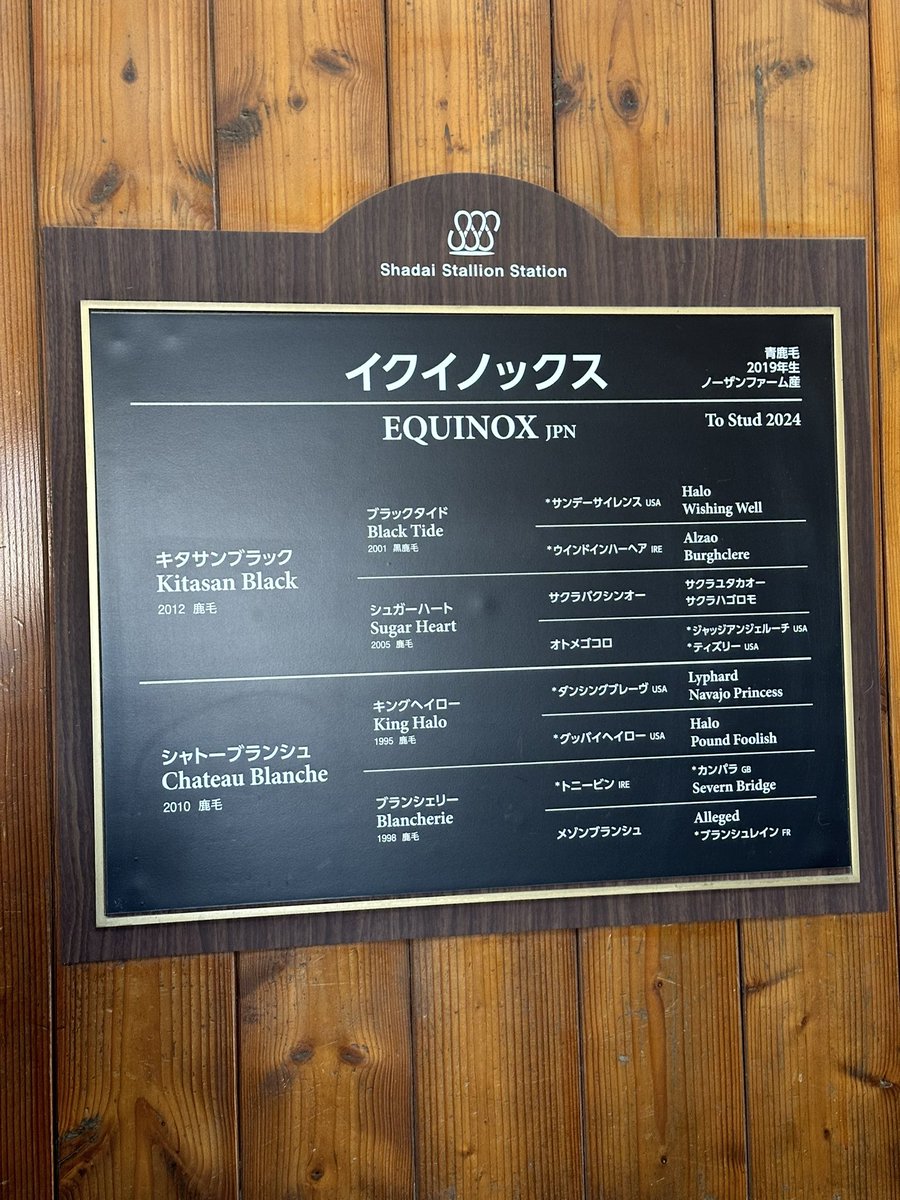 Shadai Stallion Station
イクイノックス
青鹿毛
2019年生
ノーザンファーム産
EQUINOX JPN
To Stud 2024
キタサンブラック
Kitasan Black
2012 鹿毛
ブラックタイド
Black Tide
2001 黒鹿毛
*サンデーサイレンス USA
Halo
Wishing Well
*ウインドインハーヘア IRE
Alzao
Burghclere
シュガーハート
Sugar Heart
2005 鹿毛
サクラバクシンオー
サクラユタカオー
サクラハゴロモ
オトメゴコロ
*ジャッジアンジェルーチ USA
*ティズリー USA
シャトーブランシュ
Chateau Blanche
2010 鹿毛
キングヘイロー
King Halo
1995 鹿毛
*ダンシングブレーヴ USA
Lyphard
Navajo Princess
*グッバイヘイロー USA
Halo
Pound Foolish
ブランシェリー
Blancherie
1998 鹿毛
*トニービン IRE
*カンパラ GB
Severn Bridge
メゾンブランシュ
Alleged
*ブランシュレイン FR